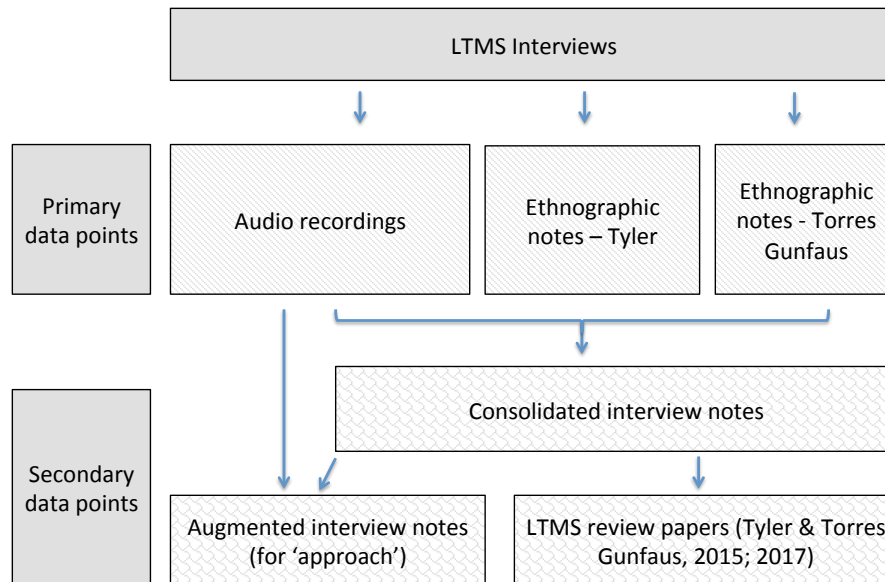 LTMS Interviews
Primary
data points
Audio recordings
Ethnographic
notes – Tyler
Ethnographic
notes - Torres
Gunfaus
Consolidated interview notes
Secondary
data points
Augmented interview notes
(for ‘approach’)
LTMS review papers (Tyler & Torres
Gunfaus, 2015; 2017)